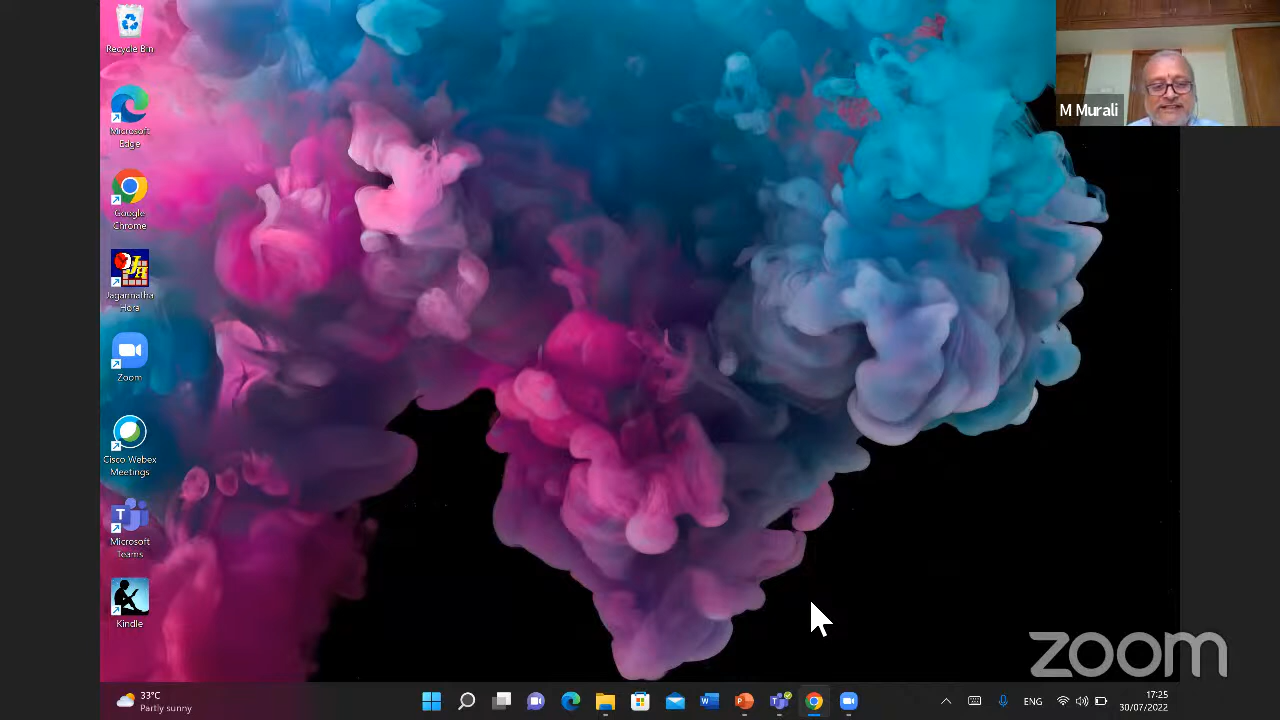 Recycle Bin
Microsoft
Edge
Google
Chrome
Jagannatha
Hora
Zoom
Cisco Webex
Meetings
Microsoft
Teams
Kindle
M Murali
zoom
33°C
Partly sunny
ENG
17:25
30/07/2022